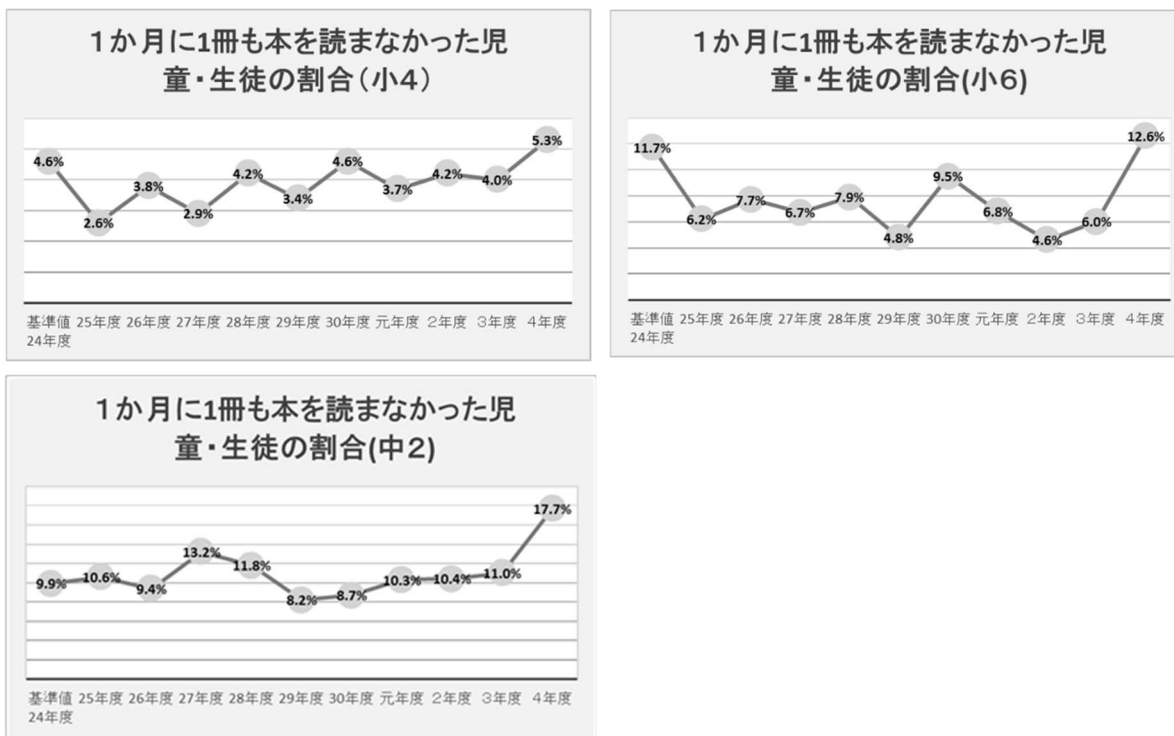 １か月に1冊も本を読まなかった児
童・生徒の割合（小４）
4.6%
2.6%
3.8%
2.9%
4.2%
3.4%
4.6%
3.7%
4.2%
4.0%
5.3%
基準値 25年度 26年度 27年度 28年度 29年度 30年度 元年度 ２年度 ３年度 ４年度
24年度
１か月に1冊も本を読まなかった児
童・生徒の割合(小６)
11.7%
6.2%
7.7%
6.7%
7.9%
4.8%
9.5%
6.8%
4.6%
6.0%
12.6%
基準値 25年度 26年度 27年度 28年度 29年度 30年度 元年度 ２年度 ３年度 ４年度
24年度
１か月に1冊も本を読まなかった児
童・生徒の割合(中２)
9.9%
10.6%
9.4%
13.2%
11.8%
8.2%
8.7%
10.3%
10.4%
11.0%
17.7%
基準値 25年度 26年度 27年度 28年度 29年度 30年度 元年度 ２年度 ３年度 ４年度
24年度